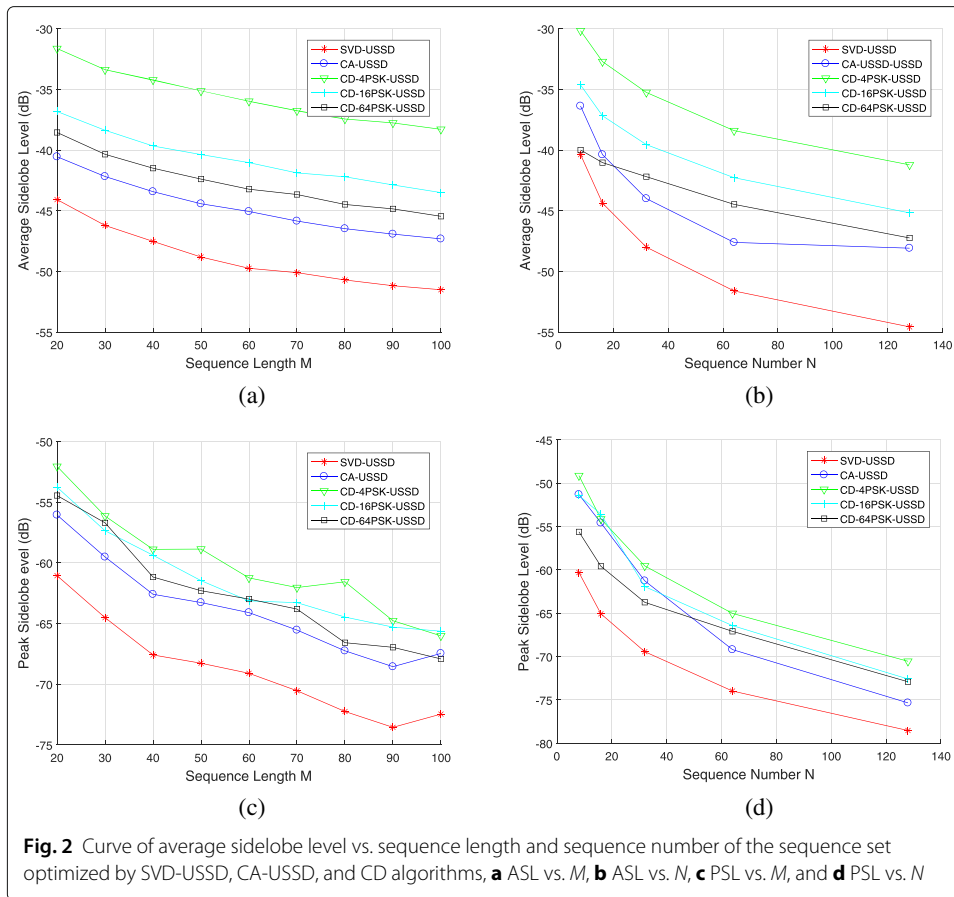 -30
-35
-40
-45
-50
-55
Average Sidelobe Level (dB)
20 30 40 50 60 70 80 90 100
Sequence Length M
SVD-USSD
CA-USSD
CD-4PSK-USSD
CD-16PSK-USSD
CD-64PSK-USSD
(a)
-30
-35
-40
-45
-50
-55
Average Sidelobe Level (dB)
0 20 40 60 80 100 120 140
Sequence Number N
SVD-USSD
CA-USSD-USSD
CD-4PSK-USSD
CD-16PSK-USSD
CD-64PSK-USSD
(b)
-50
-55
-60
-65
-70
-75
Peak Sidelobe eLevel (dB)
20 30 40 50 60 70 80 90 100
Sequence Length M
SVD-USSD
CA-USSD
CD-4PSK-USSD
CD-16PSK-USSD
CD-64PSK-USSD
(c)
-45
-50
-55
-60
-65
-70
-75
-80
Peak Sidelobe Level (dB)
0 20 40 60 80 100 120 140
Sequence Number N
SVD-USSD
CA-USSD
CD-4PSK-USSD
CD-16PSK-USSD
CD-64PSK-USSD
(d)
Fig. 2 Curve of average sidelobe level vs. sequence length and sequence number of the sequence set
optimized by SVD-USSD, CA-USSD, and CD algorithms, a ASL vs. M, b ASL vs. N, c PSL vs. M, and d PSL vs. N